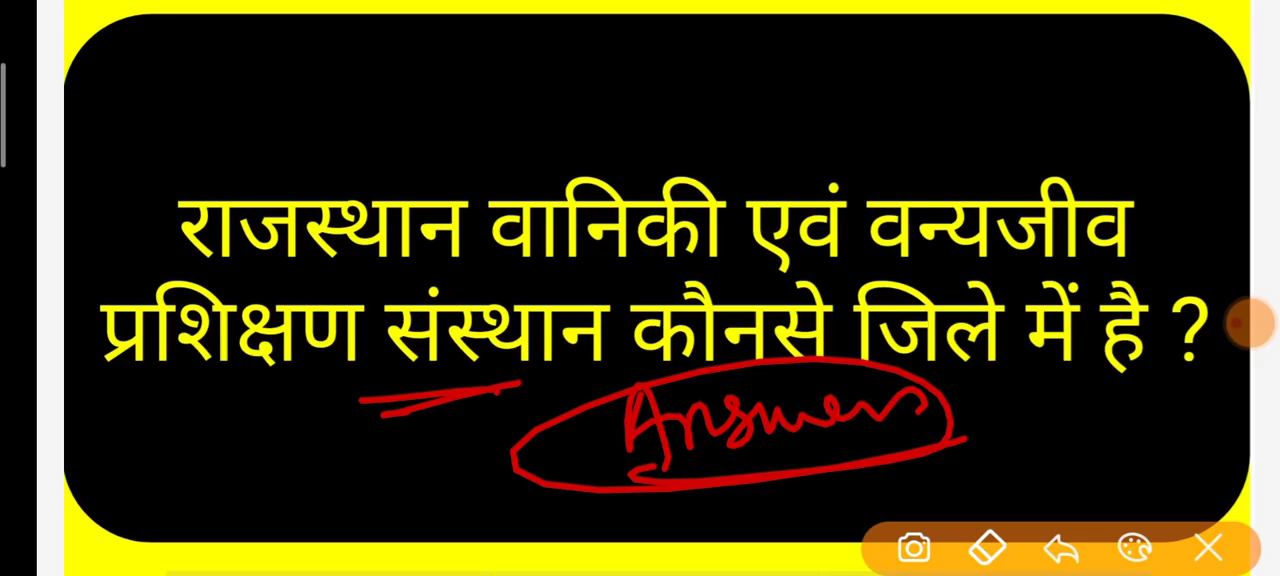 राजस्थान वानिकी एवं वन्यजीव
प्रशिक्षण संस्थान कौनसे जिले में है ?
Answer